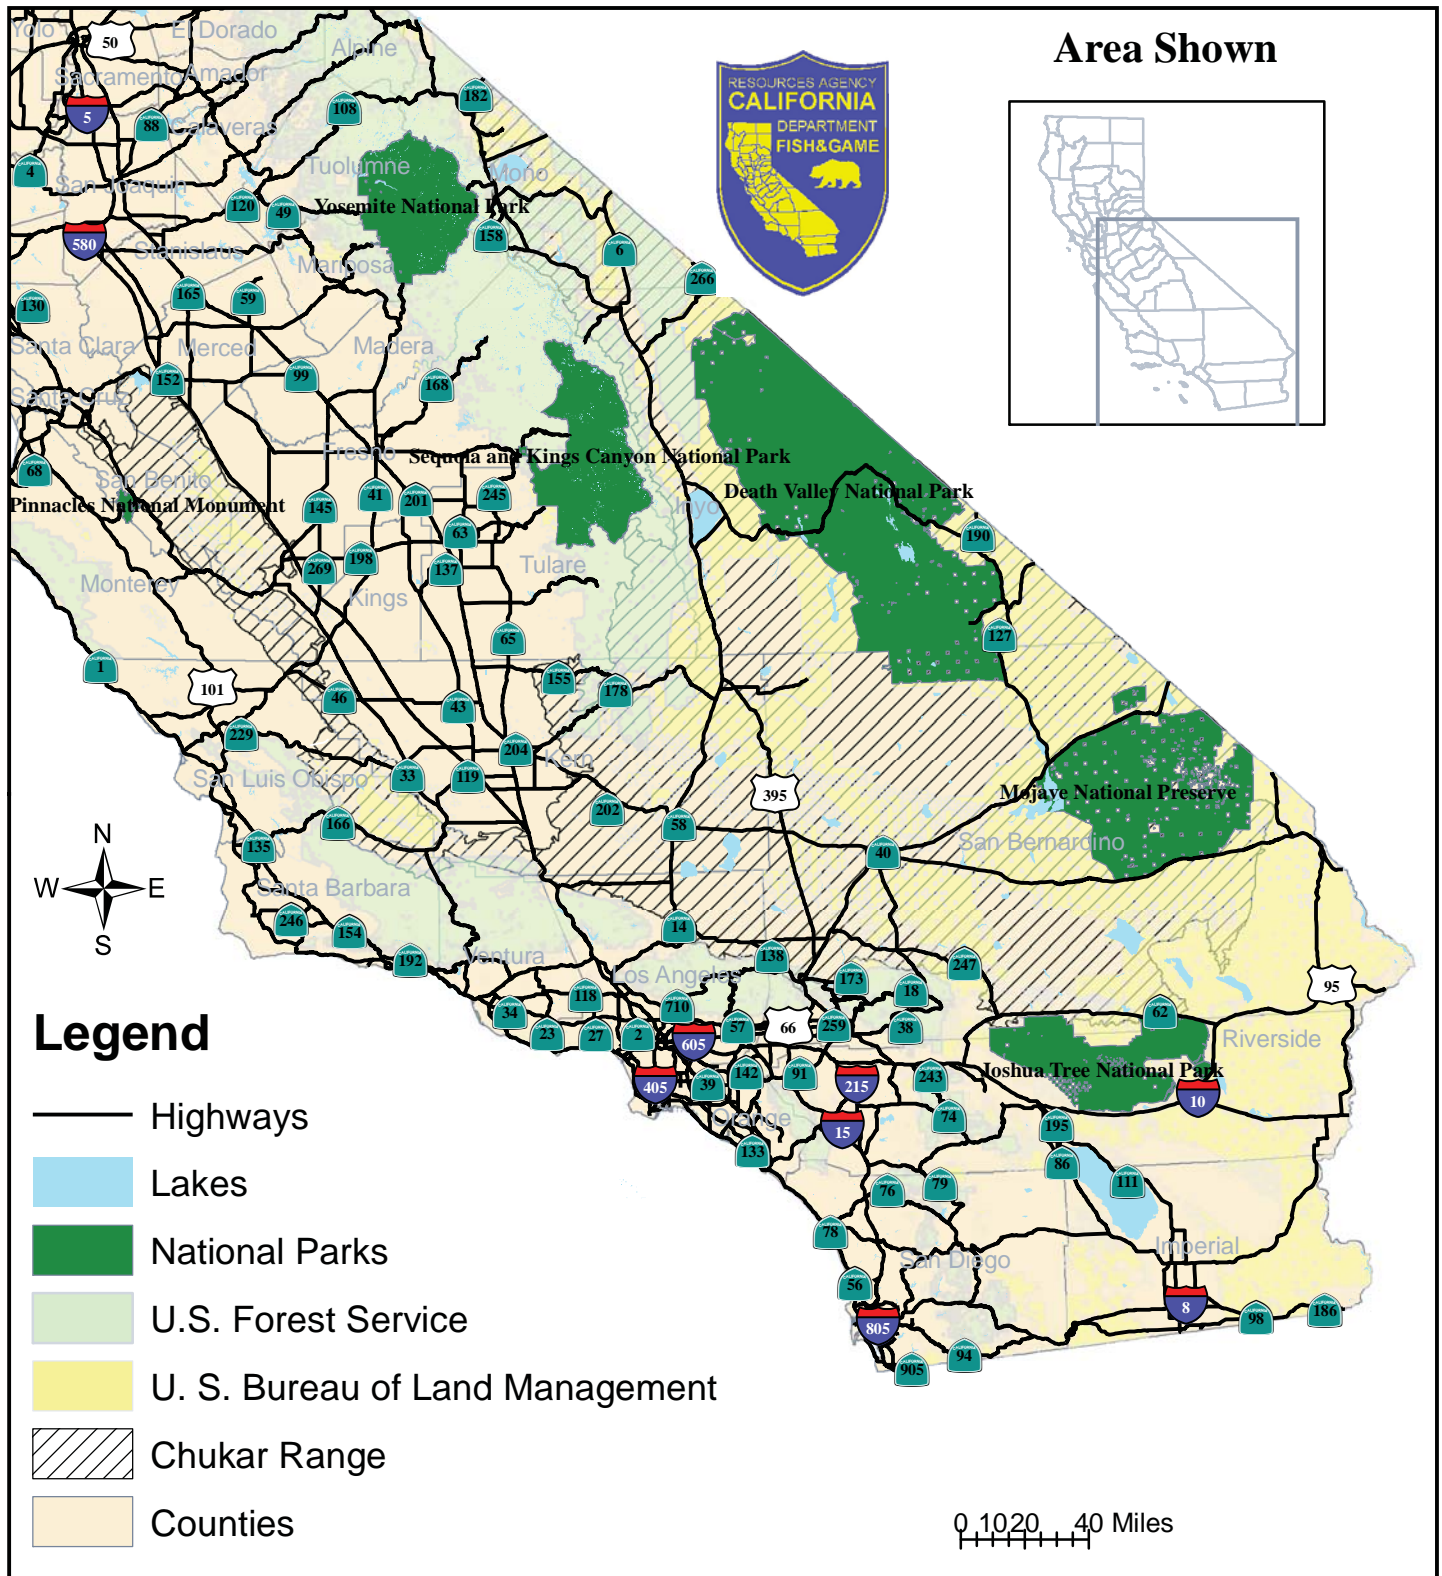 Area Shown
RESOURCES AGENCY
CALIFORNIA
DEPARTMENT
FISH&GAME
Yolo
50
El Dorado
Alpine
Sacramento
Amador
5
88
Calaveras
108
182
4
San Joaquin
Tuolumne
Mono
120
49
Yosemite National Park
158
580
Stanislaus
Mariposa
6
266
130
165
59
Santa Clara
Merced
Madera
152
99
168
Santa Cruz
Fresno
Sequoia and Kings Canyon National Park
68
San Benito
Pinnacles National Monument
145
41
201
245
Inyo
Death Valley National Park
63
190
269
198
137
Tulare
Monterey
Kings
65
127
1
101
46
155
178
43
229
204
Kern
San Luis Obispo
33
119
395
Mojave National Preserve
202
58
166
135
40
San Bernardino
N
W
E
S
Santa Barbara
246
154
14
192
Ventura
138
247
Los Angeles
173
18
95
118
710
34
23
27
2
605
57
66
259
38
62
Riverside
405
39
142
91
215
243
Joshua Tree National Park
10
Orange
15
74
195
133
86
111
76
79
78
San Diego
Imperial
56
805
8
98
186
94
905
Legend
Highways
Lakes
National Parks
U.S. Forest Service
U. S. Bureau of Land Management
Chukar Range
Counties
0 10 20 40 Miles